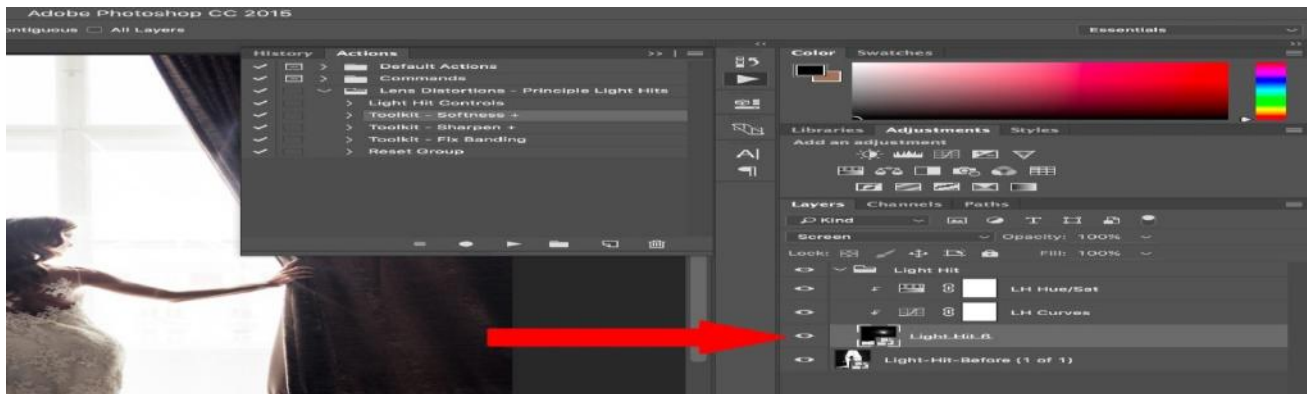 Adobe Photoshop CC 2015
ontiguous All Layers
Essentials
History Actions
Default Actions
Commands
Lens Distortions - Principle Light Hits
Light Hit Controls
Toolkit - Softness +
Toolkit - Sharpen +
Toolkit - Fix Banding
Reset Group
Color Swatches
Libraries Adjustments Styles
Add an adjustment
Layers Channels Paths
Kind
Screen Opacity: 100%
Lock: Fill: 100%
Light Hit
LH Hue/Sat
LH Curves
Light-Hit-8
Light-Hit-Before (1 of 1)